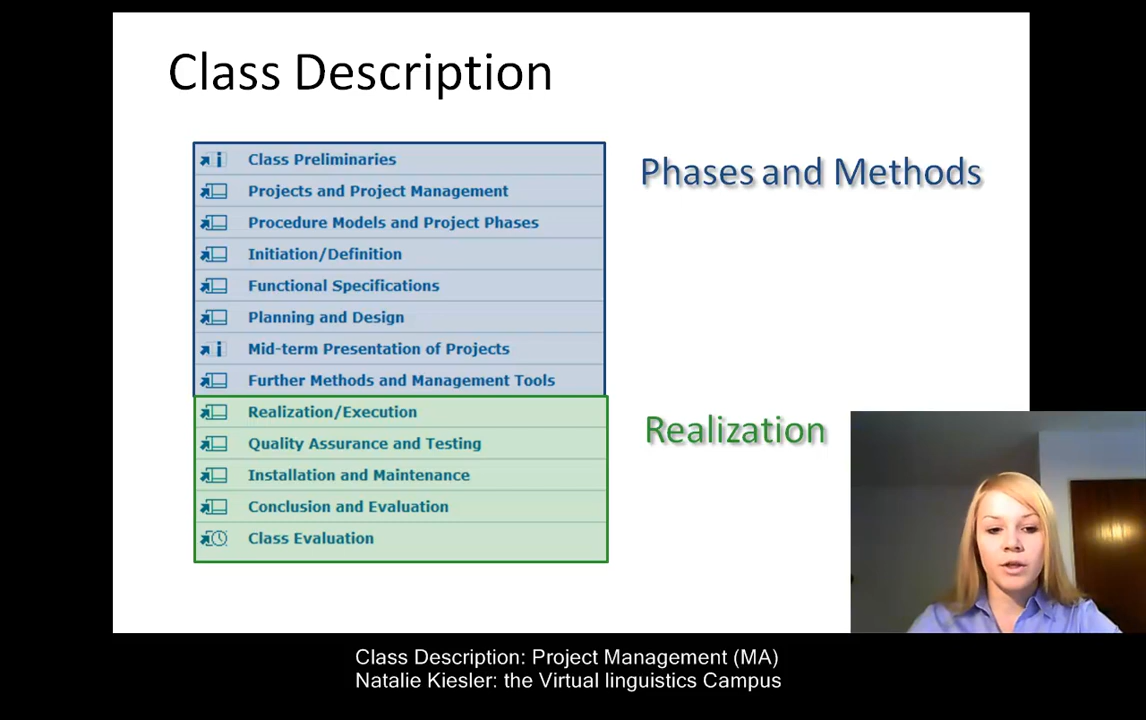 Class Description
Class Preliminaries
Projects and Project Management
Procedure Models and Project Phases
Initiation/Definition
Functional Specifications
Planning and Design
Mid-term Presentation of Projects
Further Methods and Management Tools
Phases and Methods
Realization/Execution
Quality Assurance and Testing
Installation and Maintenance
Conclusion and Evaluation
Class Evaluation
Realization
Class Description: Project Management (MA)
Natalie Kiesler: the Virtual linguistics Campus